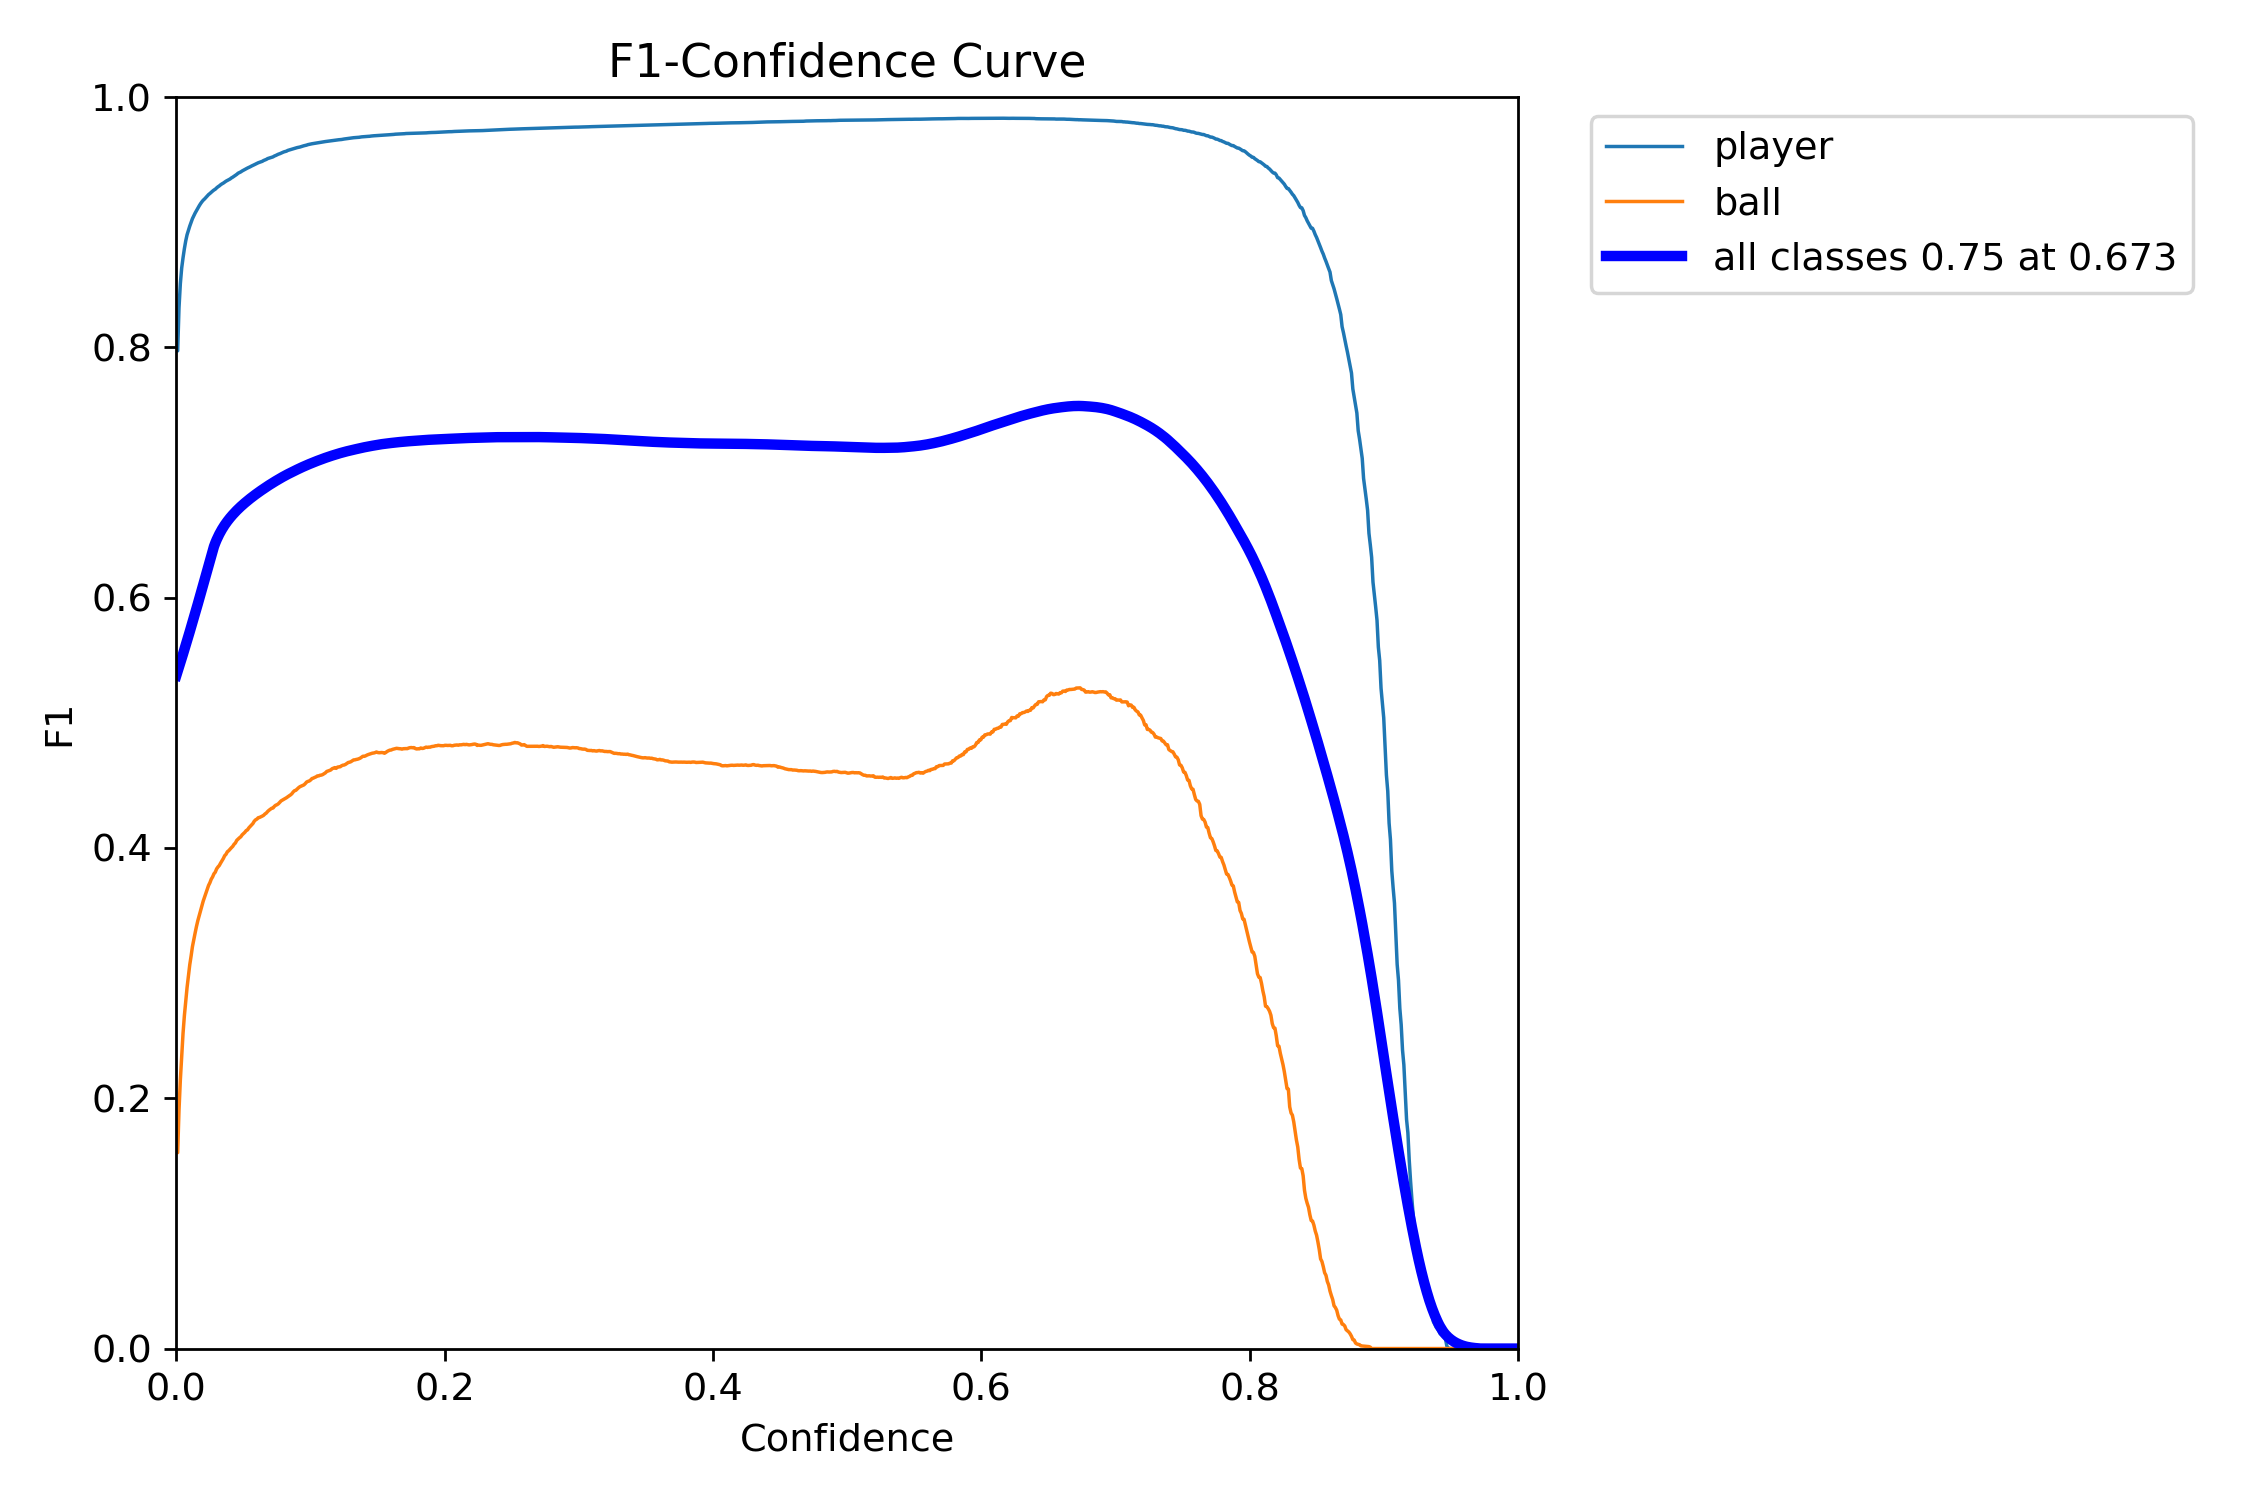 F1-Confidence Curve
1.0
0.8
0.6
0.4
0.2
0.0
F1
0.0 0.2 0.4 0.6 0.8 1.0
Confidence
player
ball
all classes 0.75 at 0.673